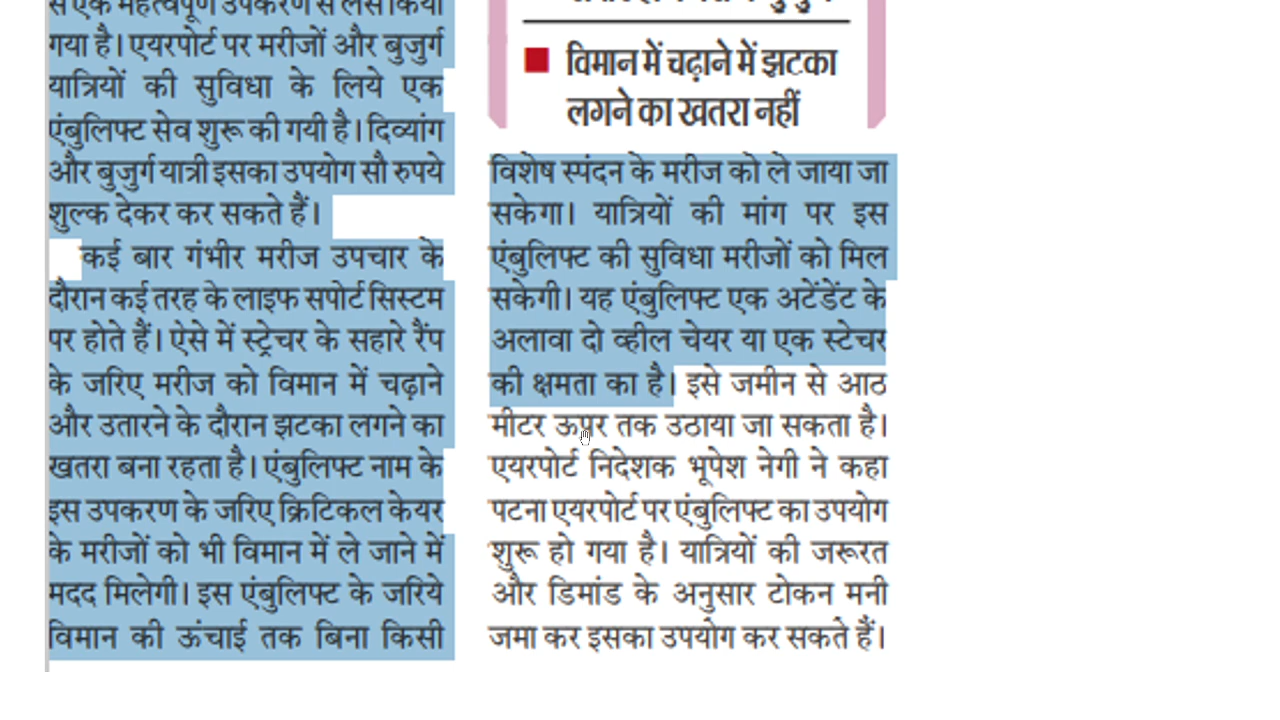 से एक महत्वपूर्ण उपकरण से लैस किया
गया है। एयरपोर्ट पर मरीजों और बुजुर्ग
यात्रियों की सुविधा के लिये एक
एंबुलिफ्ट सेव शुरू की गयी है। दिव्यांग
और बुजुर्ग यात्री इसका उपयोग सौ रुपये
शुल्क देकर कर सकते हैं।
कई बार गंभीर मरीज उपचार के
दौरान कई तरह के लाइफ सपोर्ट सिस्टम
पर होते हैं। ऐसे में स्ट्रेचर के सहारे रैंप
के जरिए मरीज को विमान में चढ़ाने
और उतारने के दौरान झटका लगने का
खतरा बना रहता है। एंबुलिफ्ट नाम के
इस उपकरण के जरिए क्रिटिकल केयर
के मरीजों को भी विमान में ले जाने में
मदद मिलेगी। इस एंबुलिफ्ट के जरिये
विमान की ऊंचाई तक बिना किसी
विमान में चढ़ाने में झटका
लगने का खतरा नहीं
विशेष स्पंदन के मरीज को ले जाया जा
सकेगा। यात्रियों की मांग पर इस
एंबुलिफ्ट की सुविधा मरीजों को मिल
सकेगी। यह एंबुलिफ्ट एक अटेंडेंट के
अलावा दो व्हील चेयर या एक स्टेचर
की क्षमता का है। इसे जमीन से आठ
मीटर ऊपर तक उठाया जा सकता है।
एयरपोर्ट निदेशक भूपेश नेगी ने कहा
पटना एयरपोर्ट पर एंबुलिफ्ट का उपयोग
शुरू हो गया है। यात्रियों की जरूरत
और डिमांड के अनुसार टोकन मनी
जमा कर इसका उपयोग कर सकते हैं।